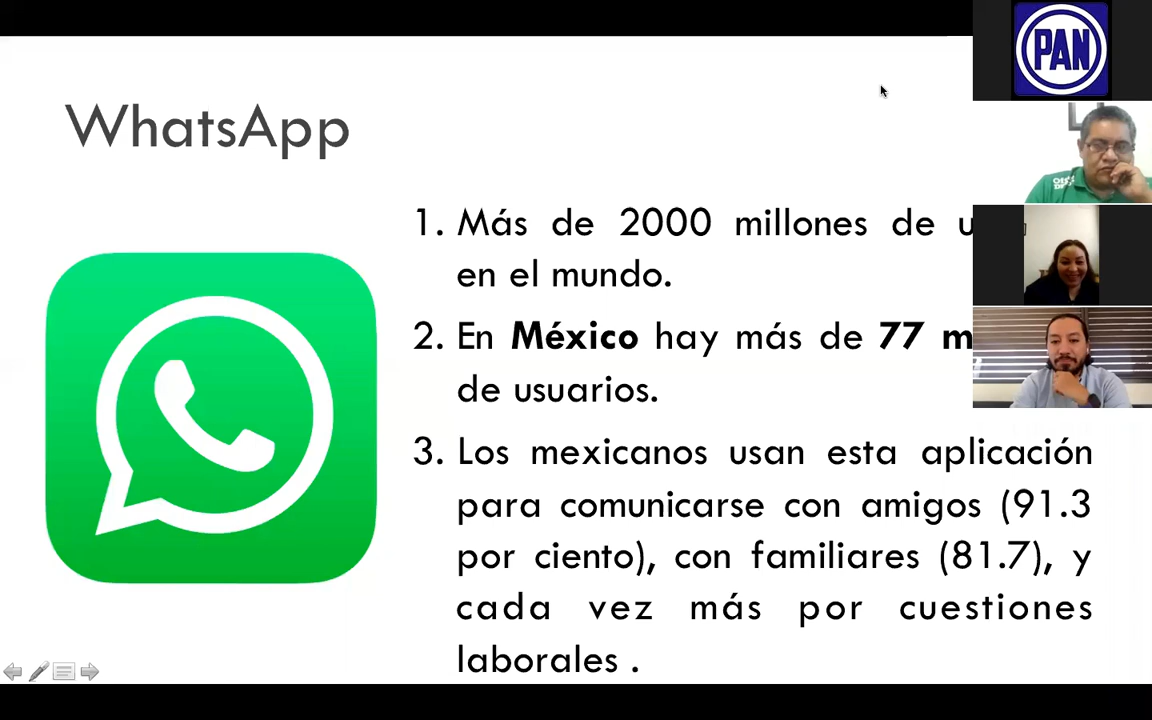 PAN
WhatsApp
1. Más de 2000 millones de
en el mundo.
2. En México hay más de 77
de usuarios.
3. Los mexicanos usan esta aplicación
para comunicarse con amigos (91.3
por ciento), con familiares (81.7), y
cada vez más por cuestiones
laborales .